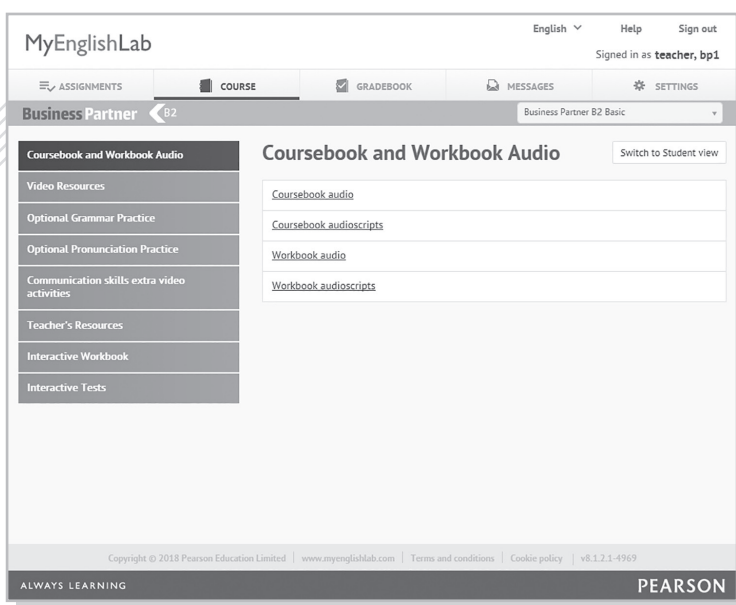 MyEnglishLab
English Help Sign out
Signed in as teacher, bp1
ASSIGNMENTS COURSE GRADEBOOK MESSAGES SETTINGS
Business Partner B2
Business Partner B2 Basic
Coursebook and Workbook Audio
Video Resources
Optional Grammar Practice
Optional Pronunciation Practice
Communication skills extra video
activities
Teacher's Resources
Interactive Workbook
Interactive Tests
Coursebook and Workbook Audio
Switch to Student view
Coursebook audio
Coursebook audioscripts
Workbook audio
Workbook audioscripts
Copyright © 2018 Pearson Education Limited | www.myenglishlab.com | Terms and conditions | Cookie policy | v8.1.2.1-4969
ALWAYS LEARNING PEARSON